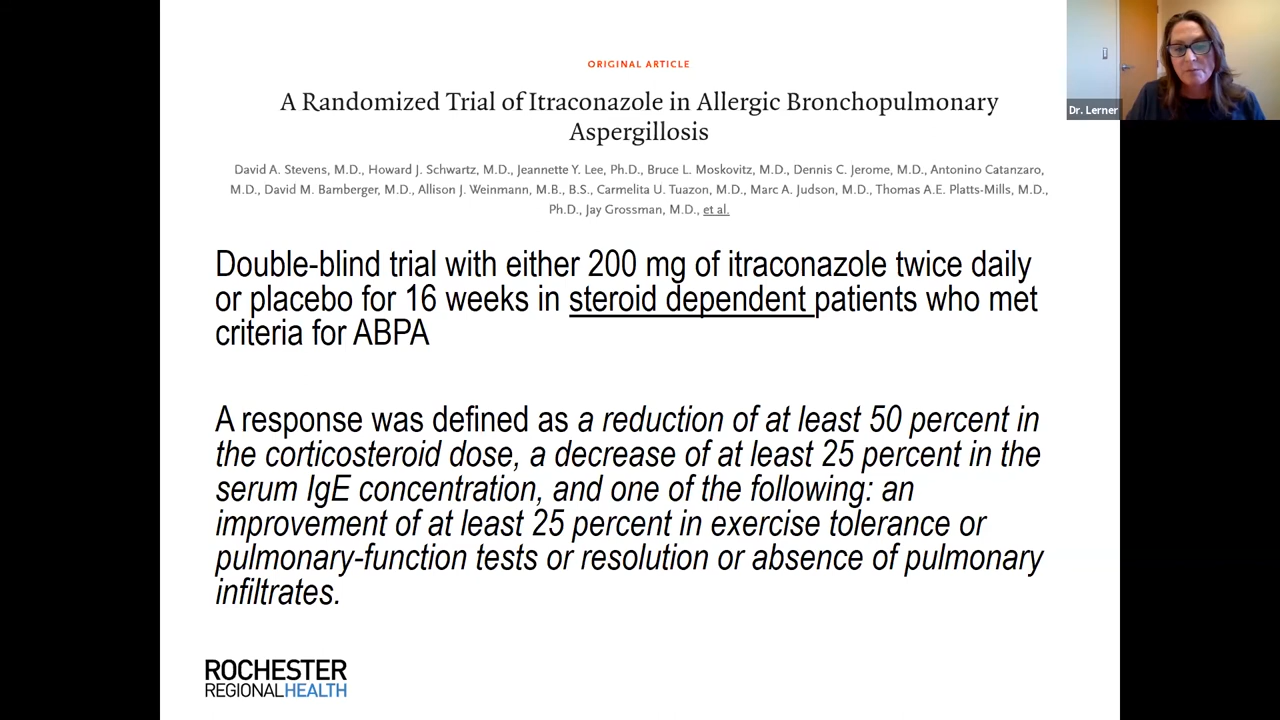 ORIGINAL ARTICLE
A Randomized Trial of Itraconazole in Allergic Bronchopulmonary
Aspergillosis
David A. Stevens, M.D., Howard J. Schwartz, M.D., Jeannette Y. Lee, Ph.D., Bruce L. Moskovitz, M.D., Dennis C. Jerome, M.D., Antonino Catanzaro,
M.D., David M. Bamberger, M.D., Allison J. Weinmann, M.B., B.S., Carmelita U. Tuazon, M.D., Marc A. Judson, M.D., Thomas A.E. Platts-Mills, M.D.,
Ph.D., Jay Grossman, M.D., et al.
Dr. Lerner
Double-blind trial with either 200 mg of itraconazole twice daily
or placebo for 16 weeks in steroid dependent patients who met
criteria for ABPA
A response was defined as a reduction of at least 50 percent in
the corticosteroid dose, a decrease of at least 25 percent in the
serum IgE concentration, and one of the following: an
improvement of at least 25 percent in exercise tolerance or
pulmonary-function tests or resolution or absence of pulmonary
infiltrates.
ROCHESTER
REGIONALHEALTH